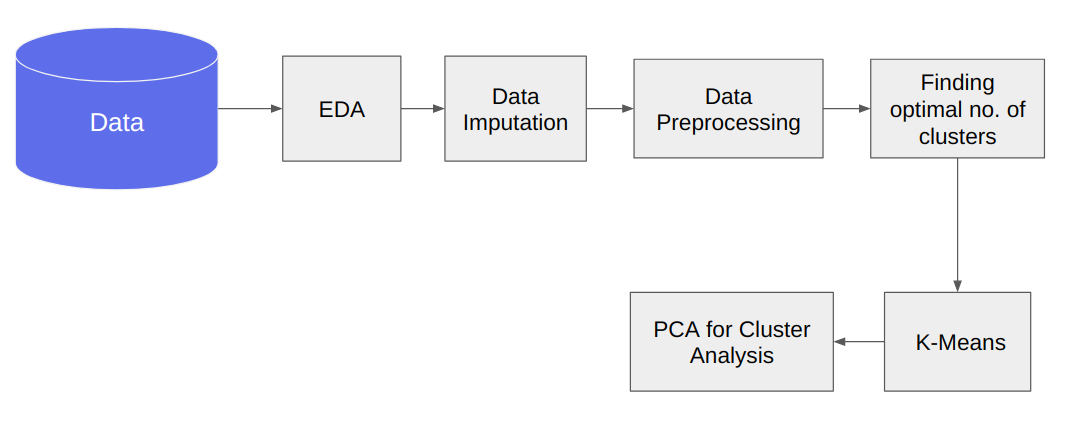 Data
EDA
Data
Imputation
Data
Preprocessing
Finding
optimal no. of
clusters
PCA for Cluster
Analysis
K-Means